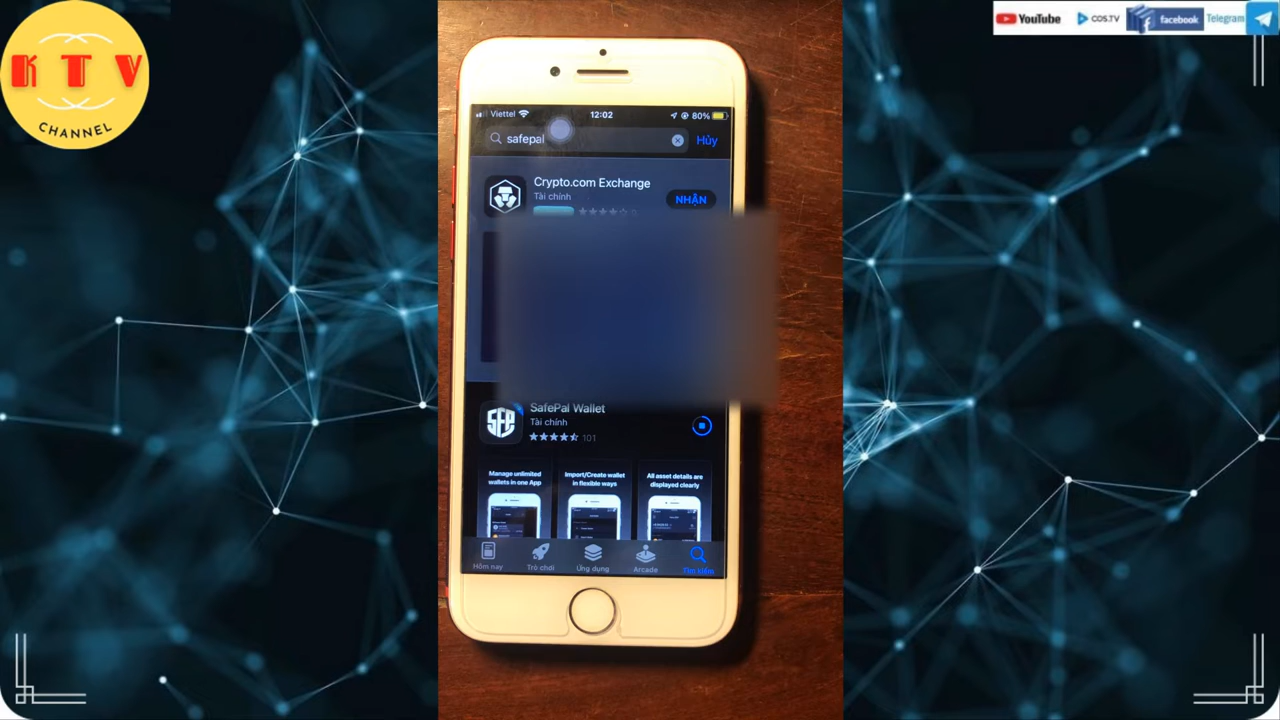 K T V
CHANNEL
YouTube
COS.TV
facebook
Telegram
Viettel
12:02
80%
safepal
Hủy
Crypto.com Exchange
Tài chính
NHẬN
SafePal Wallet
Tài chính
101
SFP
Manage unlimited
wallets in one App
Import/Create wallet
in flexible ways
All asset details are
displayed clearly
Hôm nay
Trò chơi
Ứng dụng
Arcade
Tìm kiếm